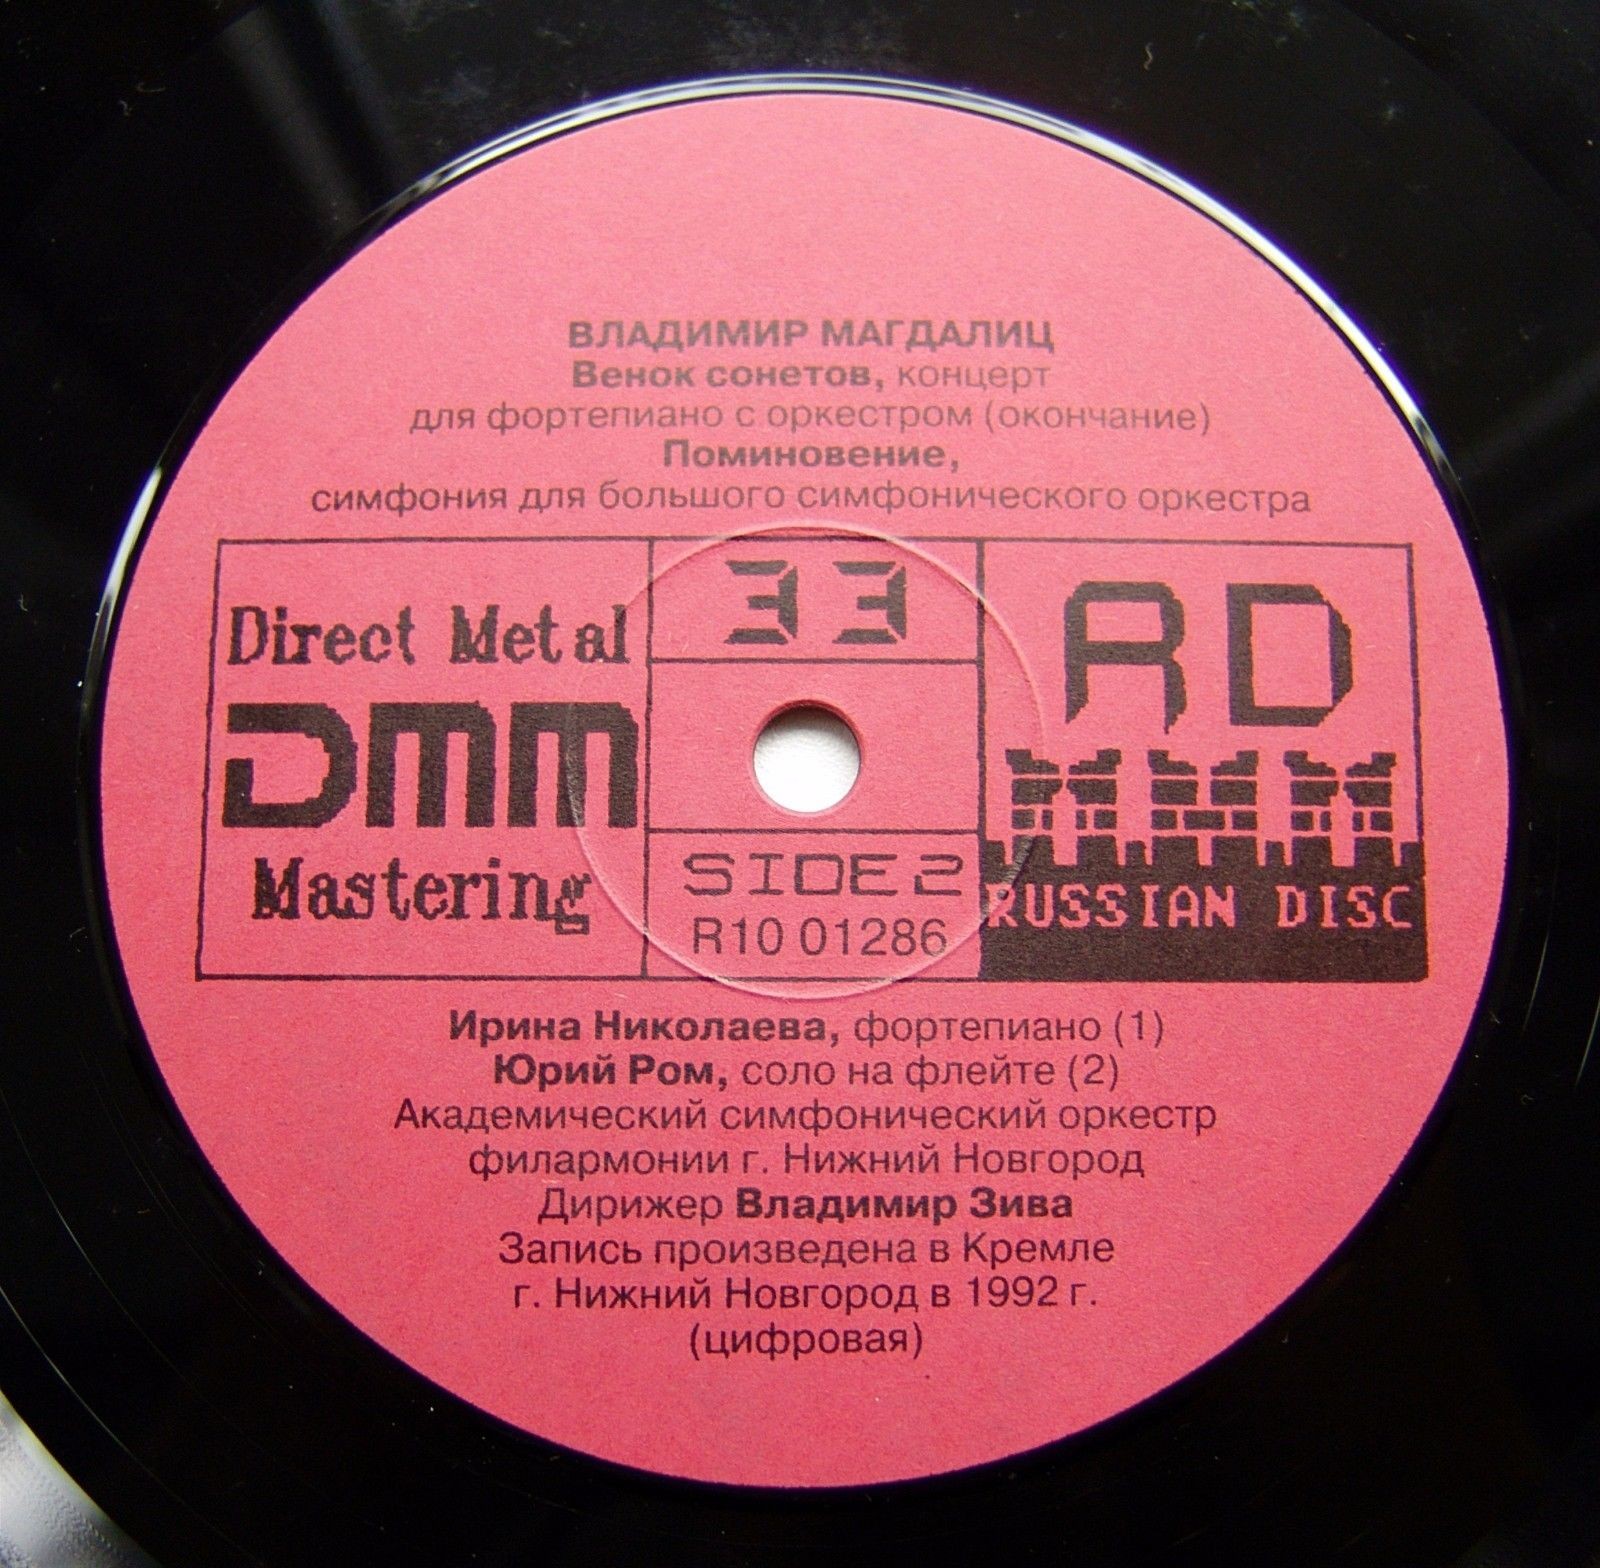 ВЛАДИМИР МАГДАЛИЦ
Венок сонетов, концерт
для фортепиано с оркестром (окончание)
Поминовение,
симфония для большого симфонического оркестра
Direct Metal
DMM
Mastering
33
SIDE 2
R10 01286
RD
RUSSIAN DISC
Ирина Николаева, фортепиано (1)
Юрий Ром, соло на флейте (2)
Академический симфонический оркестр
филармонии г. Нижний Новгород
Дирижер Владимир Зива
Запись произведена в Кремле
г. Нижний Новгород в 1992 г.
(цифровая)